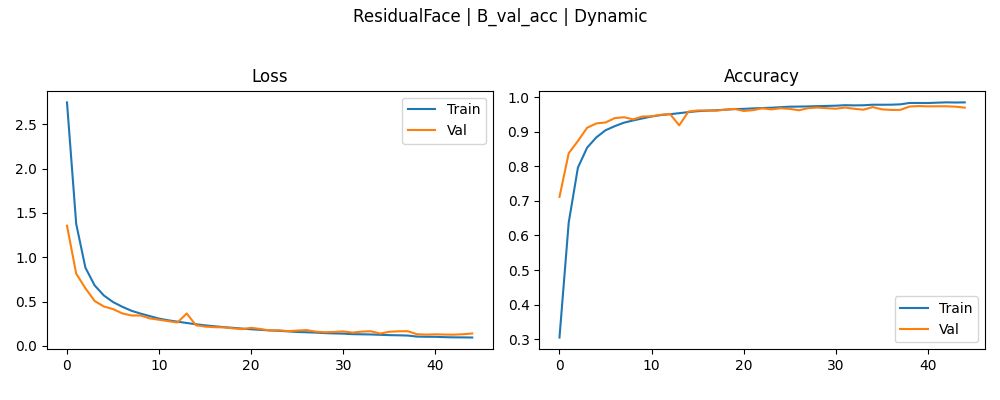 ResidualFace | B_val_acc | Dynamic
Loss
Train
Val
2.5
2.0
1.5
1.0
0.5
0.0
0 10 20 30 40
Accuracy
1.0
0.9
0.8
0.7
0.6
0.5
0.4
0.3
Train
Val
0 10 20 30 40